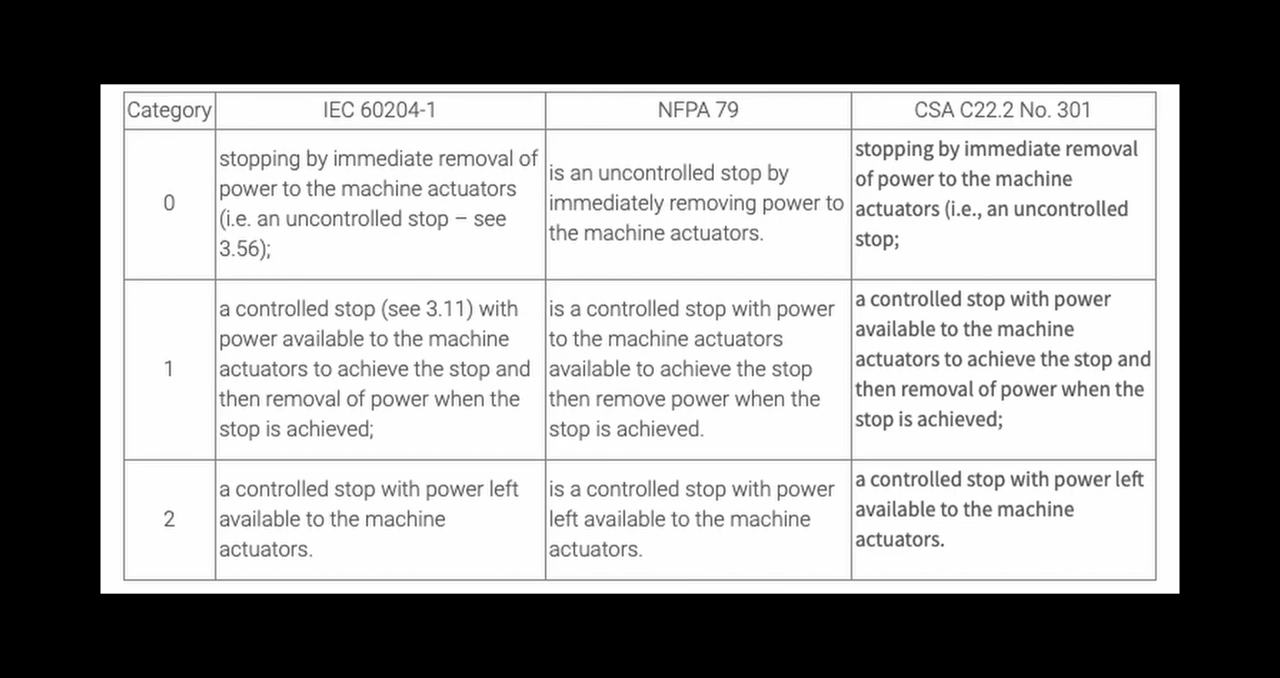 Category
IEC 60204-1
NFPA 79
CSA C22.2 No. 301
0
stopping by immediate removal of
power to the machine actuators
(i.e. an uncontrolled stop – see
3.56);
is an uncontrolled stop by
immediately removing power to
the machine actuators.
stopping by immediate removal
of power to the machine
actuators (i.e., an uncontrolled
stop;
1
a controlled stop (see 3.11) with
power available to the machine
actuators to achieve the stop and
then removal of power when the
stop is achieved;
is a controlled stop with power
to the machine actuators
available to achieve the stop
then remove power when the
stop is achieved.
a controlled stop with power
available to the machine
actuators to achieve the stop and
then removal of power when the
stop is achieved;
2
a controlled stop with power left
available to the machine
actuators.
is a controlled stop with power
left available to the machine
actuators.
a controlled stop with power left
available to the machine
actuators.